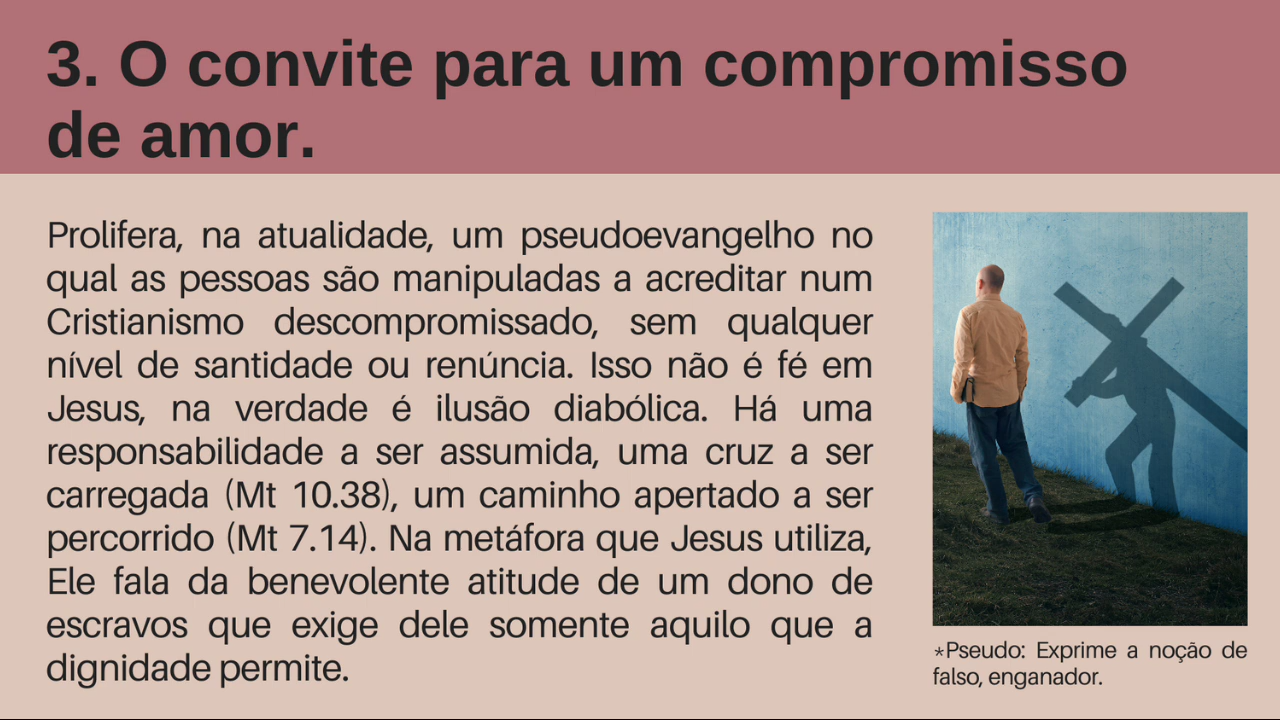 3. O convite para um compromisso
de amor.
Prolifera, na atualidade, um pseudoevangelho no
qual as pessoas são manipuladas a acreditar num
Cristianismo descompromissado, sem qualquer
nível de santidade ou renúncia. Isso não é fé em
Jesus, na verdade é ilusão diabólica. Há uma
responsabilidade a ser assumida, uma cruz a ser
carregada (Mt 10.38), um caminho apertado a ser
percorrido (Mt 7.14). Na metáfora que Jesus utiliza,
Ele fala da benevolente atitude de um dono de
escravos que exige dele somente aquilo que a
dignidade permite.
*Pseudo: Exprime a noção de
falso, enganador.